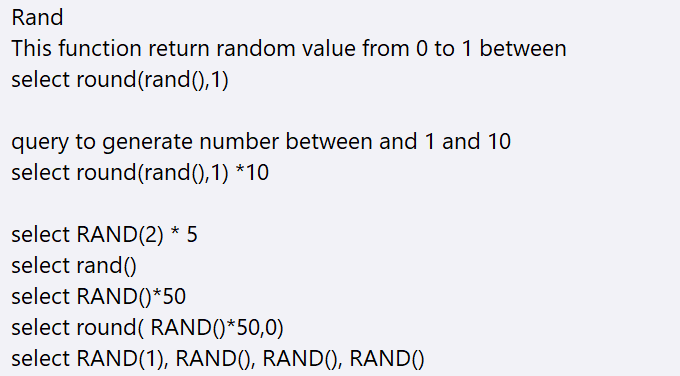 Rand
This function return random value from 0 to 1 between
select round(rand(),1)
query to generate number between and 1 and 10
select round(rand(),1) *10
select RAND(2) * 5
select rand()
select RAND()*50
select round( RAND()*50,0)
select RAND(1), RAND(), RAND(), RAND()